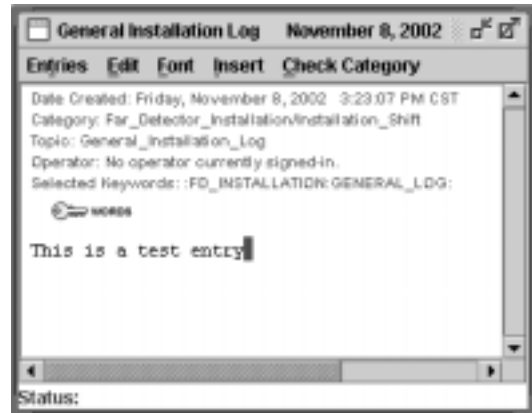 General Installation Log November 8, 2002
Entries Edit Font Insert Check Category
Date Created: Friday, November 8, 2002 3:23:07 PM CST
Category: Far_Detector_Installation/Installation_Shift
Topic: General_Installation_Log
Operator: No operator currently signed-in.
Selected Keywords: :FD_INSTALLATION:GENERAL_LOG:
WORDS
This is a test entry
Status: